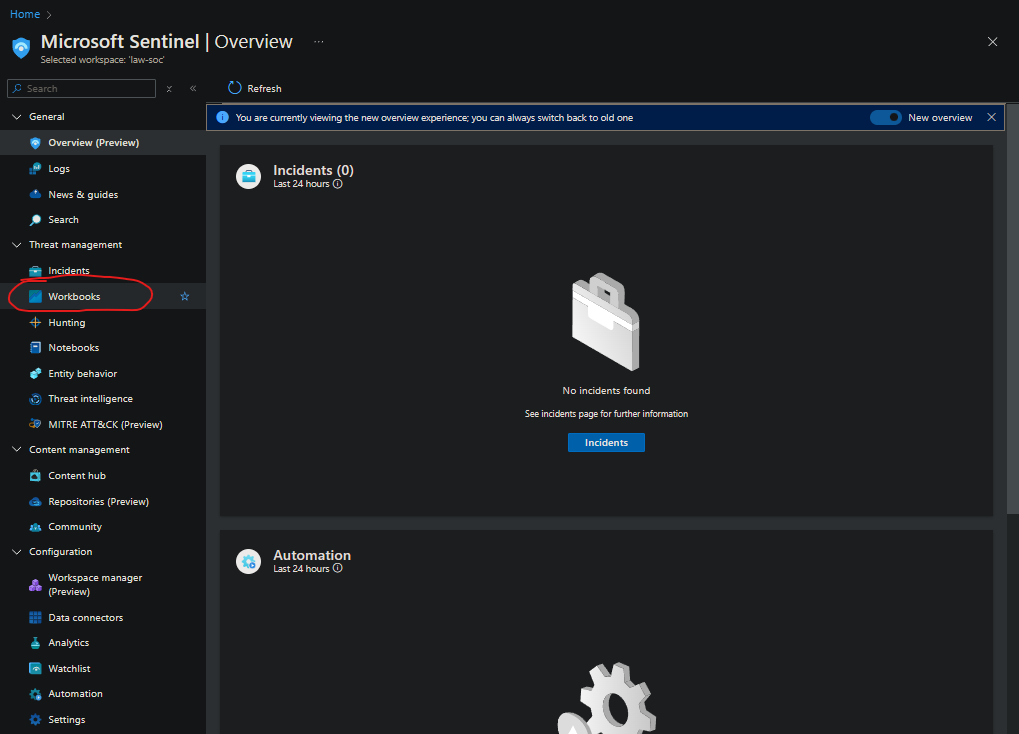 Home
Microsoft Sentinel | Overview ...
Selected workspace: 'law-soc'
Search
Refresh
General
You are currently viewing the new overview experience; you can always switch back to old one
New overview
Overview (Preview)
Logs
News & guides
Search
Threat management
Incidents
Workbooks
Hunting
Notebooks
Entity behavior
Threat intelligence
MITRE ATT&CK (Preview)
Content management
Content hub
Repositories (Preview)
Community
Configuration
Workspace manager
(Preview)
Data connectors
Analytics
Watchlist
Automation
Settings
Incidents (0)
Last 24 hours
No incidents found
See incidents page for further information
Incidents
Automation
Last 24 hours